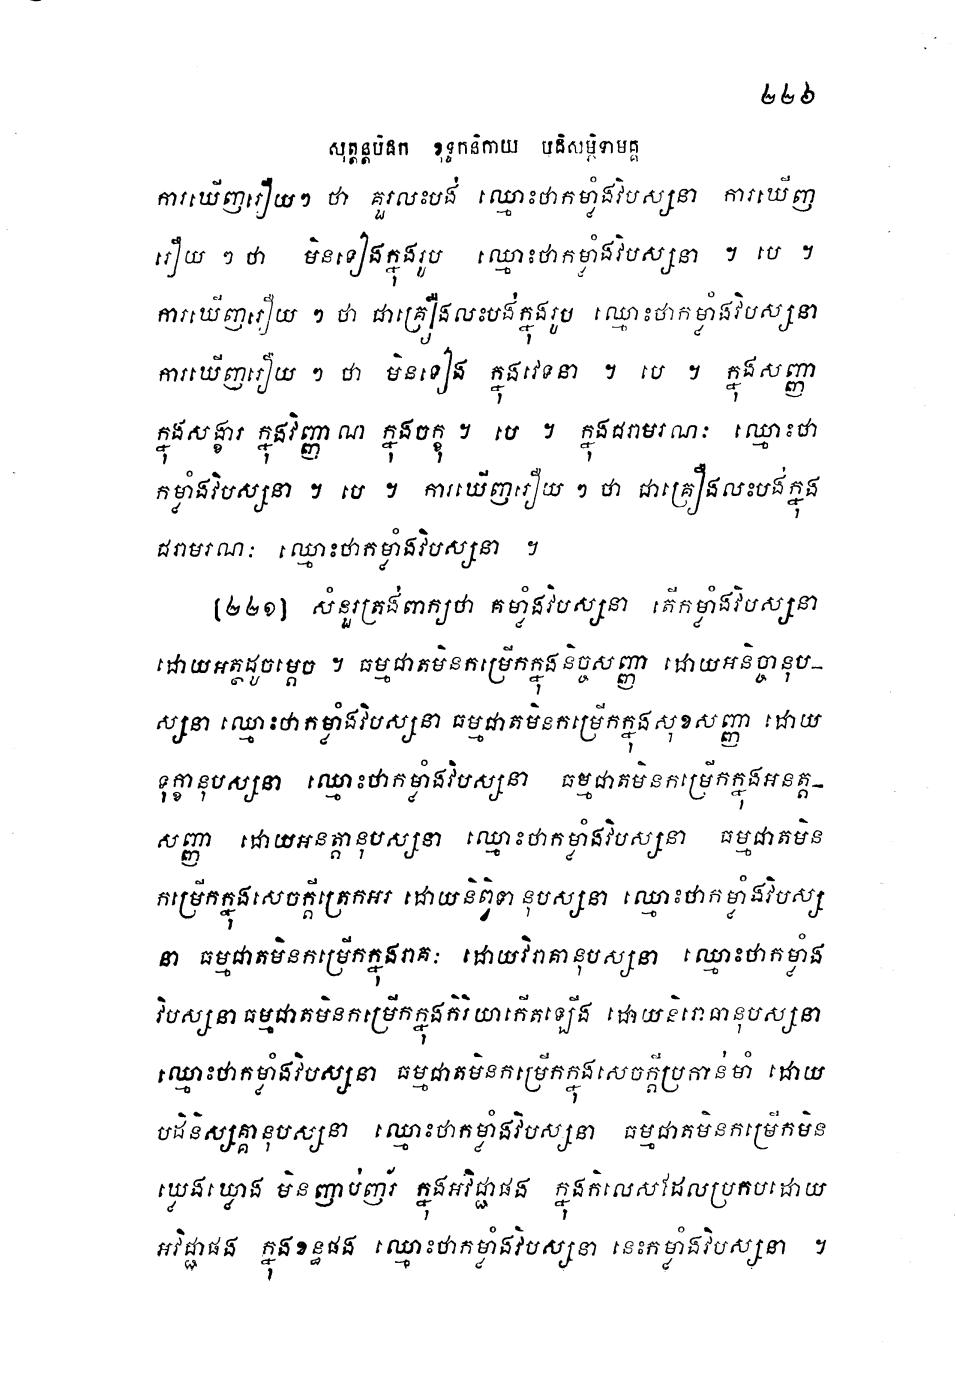 ២២៦
សុត្តន្តបិដក ខុទ្ទកនិកាយ បដិសម្ភិទាមគ្គ
ការឃើញរឿយៗ ថា គួរលះបង់ ឈ្មោះថាកម្លាំងវិបស្សនា ការឃើញ
រឿយ ៗ ថា មិនទៀងក្នុងរូប ឈ្មោះថាកម្លាំងវិបស្សនា ។ បេ ។
ការឃើញរឿយ ៗ ថា ជាគ្រឿងលះបង់ក្នុងរូប ឈ្មោះថាកម្លាំងវិបស្សនា
ការឃើញរឿយ ៗ ថា មិនទៀង ក្នុងវេទនា ។ បេ ។ ក្នុងសញ្ញា
ក្នុងសង្ខារ ក្នុងវិញ្ញាណ ក្នុងចក្ខុ ។ បេ ។ ក្នុងជរាមរណៈ ឈ្មោះថា
កម្លាំងវិបស្សនា ។ បេ ។ ការឃើញរឿយ ៗ ថា ជាគ្រឿងលះបង់ក្នុង
ជរាមរណៈ ឈ្មោះថាកម្លាំងវិបស្សនា ។
[២២១] សំនួរត្រង់ពាក្យថា កម្លាំងវិបស្សនា តើកម្លាំងវិបស្សនា
ដោយអត្ថដូចម្តេច ។ ធម្មជាតមិនកម្រើកក្នុងនិច្ចសញ្ញា ដោយអនិច្ចានុប-
ស្សនា ឈ្មោះថាកម្លាំងវិបស្សនា ធម្មជាតមិនកម្រើកក្នុងសុខសញ្ញា ដោយ
ទុក្ខានុបស្សនា ឈ្មោះថាកម្លាំងវិបស្សនា ធម្មជាតមិនកម្រើកក្នុងអនត្ត-
សញ្ញា ដោយអនត្តានុបស្សនា ឈ្មោះថាកម្លាំងវិបស្សនា ធម្មជាតមិន
កម្រើកក្នុងសេចក្តីត្រេកអរ ដោយនិព្វិទានុបស្សនា ឈ្មោះថាកម្លាំងវិបស្ស
នា ធម្មជាតមិនកម្រើកក្នុងរាគៈ ដោយវិរាគានុបស្សនា ឈ្មោះថាកម្លាំង
វិបស្សនា ធម្មជាតមិនកម្រើកក្នុងកិរិយាកើតឡើង ដោយនិរោធានុបស្សនា
ឈ្មោះថាកម្លាំងវិបស្សនា ធម្មជាតមិនកម្រើកក្នុងសេចក្តីប្រកាន់មាំ ដោយ
បដិនិស្សគ្គានុបស្សនា ឈ្មោះថាកម្លាំងវិបស្សនា ធម្មជាតមិនកម្រើកមិន
ឃ្វេងឃ្វាង មិនញាប់ញ័រ ក្នុងអវិជ្ជាផង ក្នុងកិលេសដែលប្រកបដោយ
អវិជ្ជាផង ក្នុងខន្ធផង ឈ្មោះថាកម្លាំងវិបស្សនា នេះកម្លាំងវិបស្សនា ។